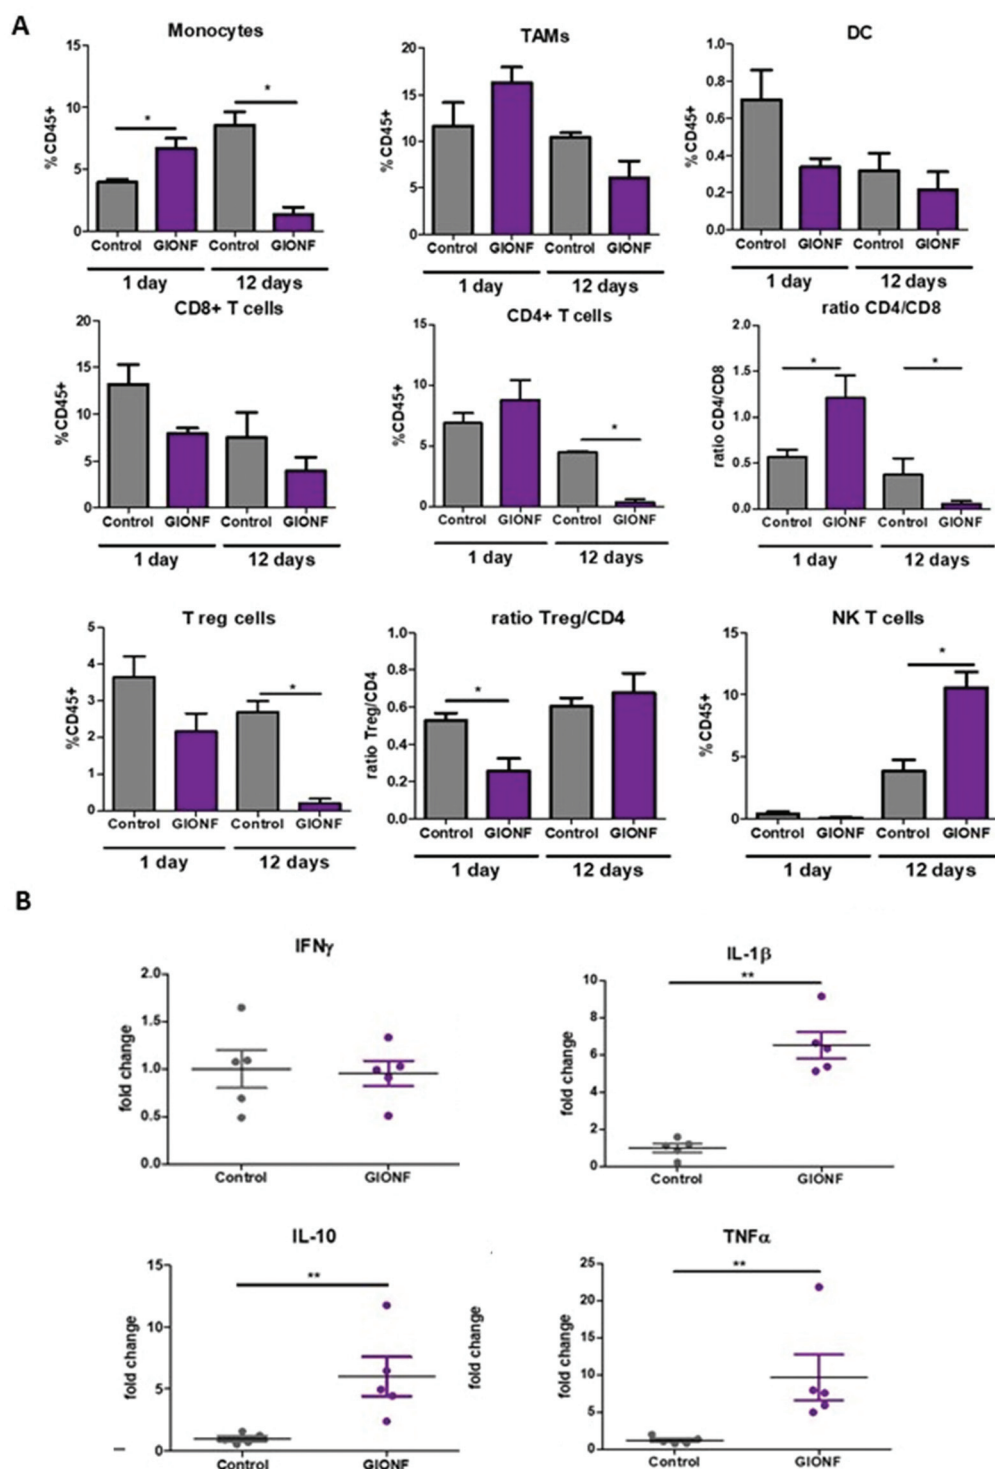 A
Monocytes
15
10
5
0
%CD45+
*
*
Control
GIONF
Control
GIONF
1 day
12 days
TAMs
20
15
10
5
0
%CD45+
Control
GIONF
Control
GIONF
1 day
12 days
DC
1.0
0.8
0.6
0.4
0.2
0.0
%CD45+
Control
GIONF
Control
GIONF
1 day
12 days
CD8+ T cells
20
15
10
5
0
%CD45+
Control
GIONF
Control
GIONF
1 day
12 days
CD4+ T cells
15
10
5
0
%CD45+
*
Control
GIONF
Control
GIONF
1 day
12 days
ratio CD4/CD8
2.0
1.5
1.0
0.5
0.0
ratio CD4/CD8
*
*
Control
GIONF
Control
GIONF
1 day
12 days
T reg cells
5
4
3
2
1
0
%CD45+
*
Control
GIONF
Control
GIONF
1 day
12 days
ratio Treg/CD4
1.0
0.8
0.6
0.4
0.2
0.0
ratio Treg/CD4
*
Control
GIONF
Control
GIONF
1 day
12 days
NK T cells
15
10
5
0
%CD45+
*
Control
GIONF
Control
GIONF
1 day
12 days
B
IFNγ
2.0
1.5
1.0
0.5
0.0
fold change
Control
GIONF
IL-1β
10
8
6
4
2
0
fold change
**
Control
GIONF
IL-10
15
10
5
0
fold change
**
Control
GIONF
fold change
TNFα
25
20
15
10
5
0
fold change
**
Control
GIONF